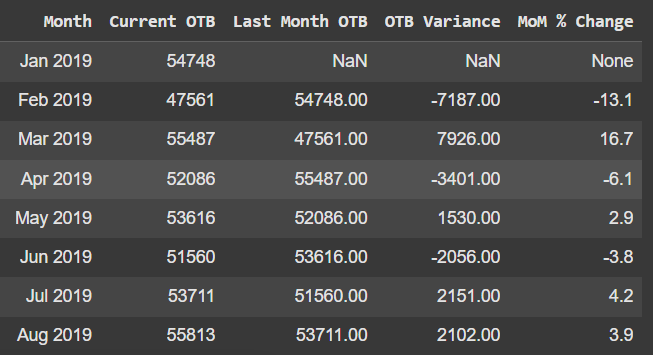 Month Current OTB Last Month OTB OTB Variance MoM % Change
Jan 2019 54748 NaN NaN None
Feb 2019 47561 54748.00 -7187.00 -13.1
Mar 2019 55487 47561.00 7926.00 16.7
Apr 2019 52086 55487.00 -3401.00 -6.1
May 2019 53616 52086.00 1530.00 2.9
Jun 2019 51560 53616.00 -2056.00 -3.8
Jul 2019 53711 51560.00 2151.00 4.2
Aug 2019 55813 53711.00 2102.00 3.9